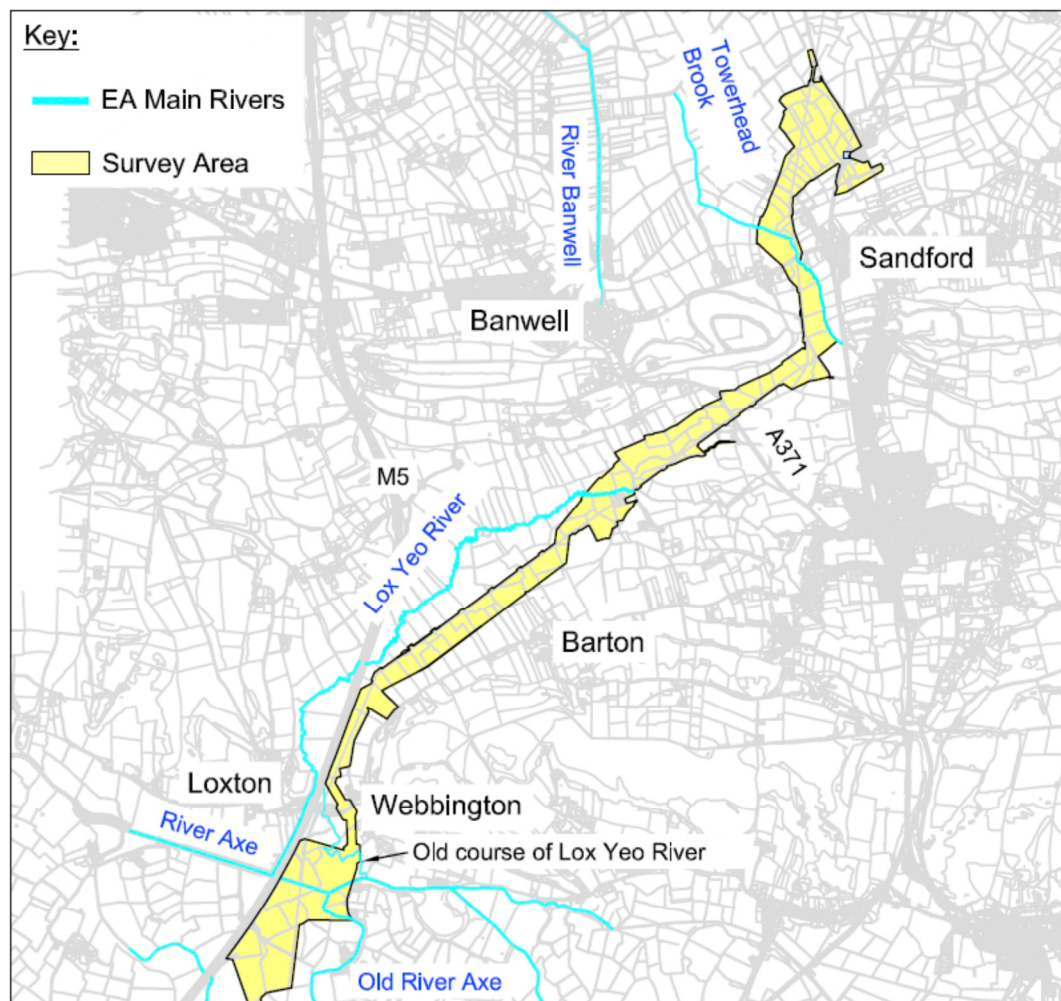 Key:
EA Main Rivers
Survey Area
Towerhead
Brook
River Banwell
Sandford
Banwell
A371
M5
Lox Yeo River
Barton
Loxton
Webbington
River Axe
Old course of Lox Yeo River
Old River Axe